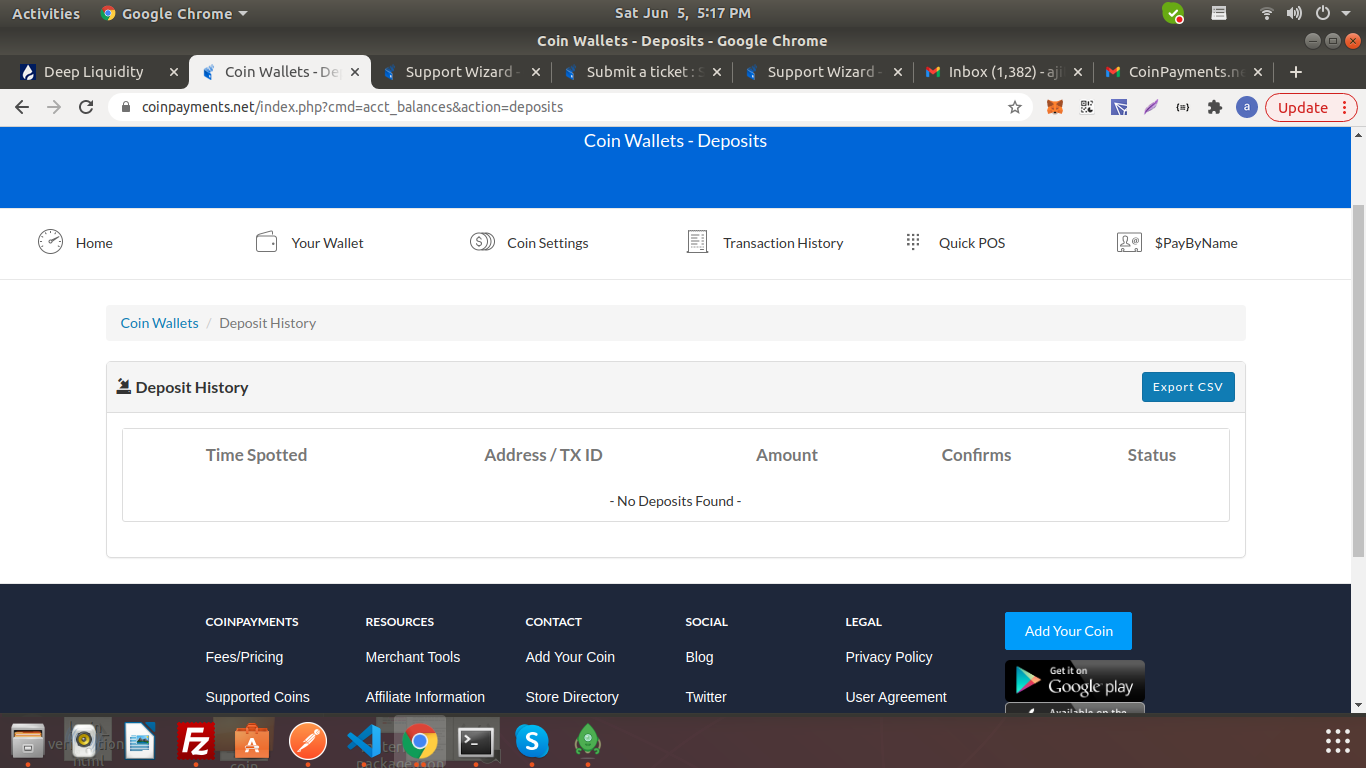 Activities
Google Chrome
Sat Jun 5, 5:17 PM
Coin Wallets - Deposits - Google Chrome
Deep Liquidity
Coin Wallets - De
Support Wizard -
Submit a ticket : S
Support Wizard -
Inbox (1,382) - aji
CoinPayments.ne
coinpayments.net/index.php?cmd=acct_balances&action=deposits
a
Update
Coin Wallets - Deposits
Home
Your Wallet
Coin Settings
Transaction History
Quick POS
$PayByName
Coin Wallets / Deposit History
Deposit History
Export CSV
Time Spotted Address / TX ID Amount Confirms Status
- No Deposits Found -
COINPAYMENTS RESOURCES CONTACT SOCIAL LEGAL
Add Your Coin
Fees/Pricing Merchant Tools Add Your Coin Blog Privacy Policy
Get it on
Google play
Supported Coins Affiliate Information Store Directory Twitter User Agreement
Available on the
Fz
A
S